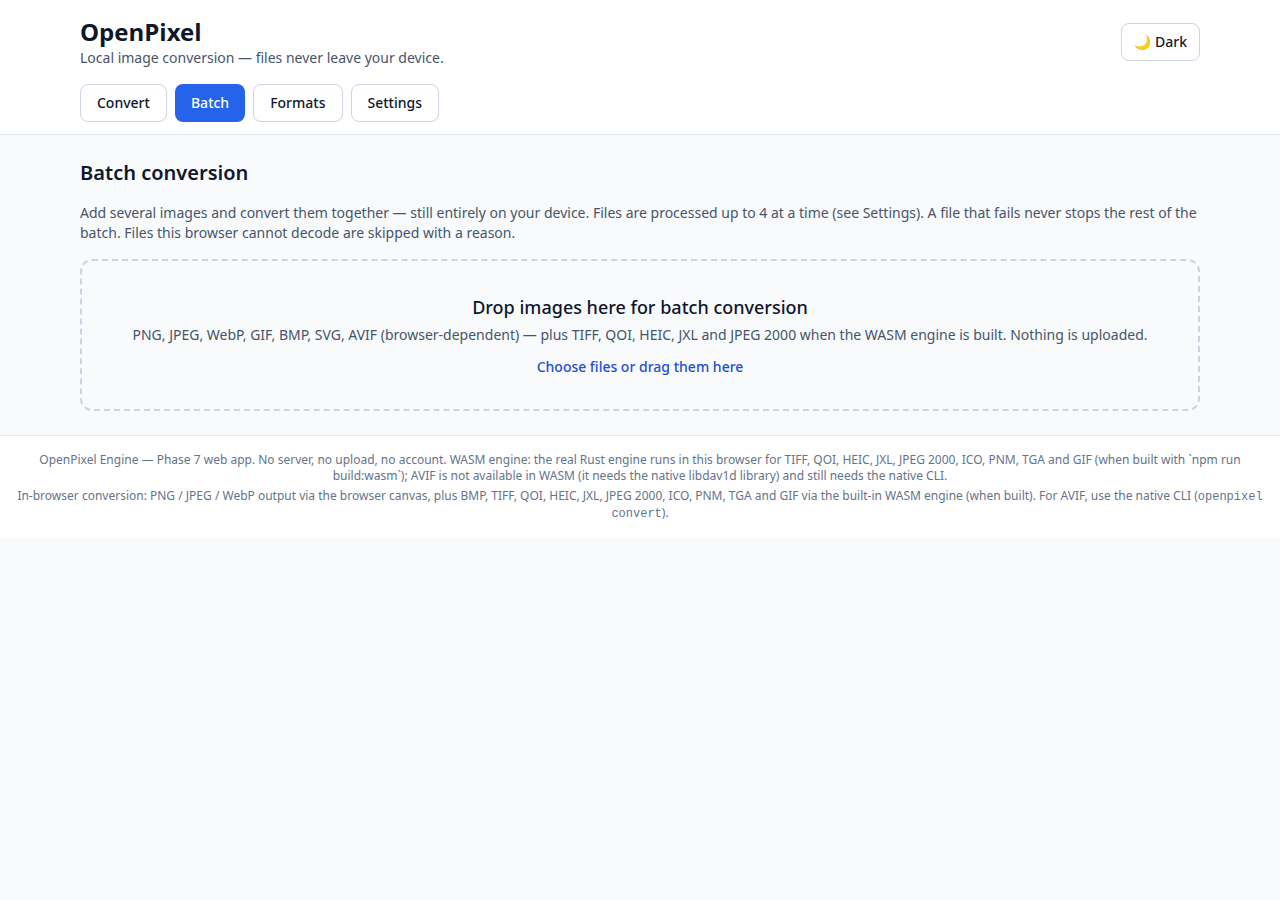 OpenPixel
Local image conversion — files never leave your device.
🌙 Dark
Convert
Batch
Formats
Settings
Batch conversion
Add several images and convert them together — still entirely on your device. Files are processed up to 4 at a time (see Settings). A file that fails never stops the rest of the
batch. Files this browser cannot decode are skipped with a reason.
Drop images here for batch conversion
PNG, JPEG, WebP, GIF, BMP, SVG, AVIF (browser-dependent) — plus TIFF, QOI, HEIC, JXL and JPEG 2000 when the WASM engine is built. Nothing is uploaded.
Choose files or drag them here
OpenPixel Engine — Phase 7 web app. No server, no upload, no account. WASM engine: the real Rust engine runs in this browser for TIFF, QOI, HEIC, JXL, JPEG 2000, ICO, PNM, TGA and GIF (when built with `npm run
build:wasm`); AVIF is not available in WASM (it needs the native libdav1d library) and still needs the native CLI.
In-browser conversion: PNG / JPEG / WebP output via the browser canvas, plus BMP, TIFF, QOI, HEIC, JXL, JPEG 2000, ICO, PNM, TGA and GIF via the built-in WASM engine (when built). For AVIF, use the native CLI (openpixel
convert).